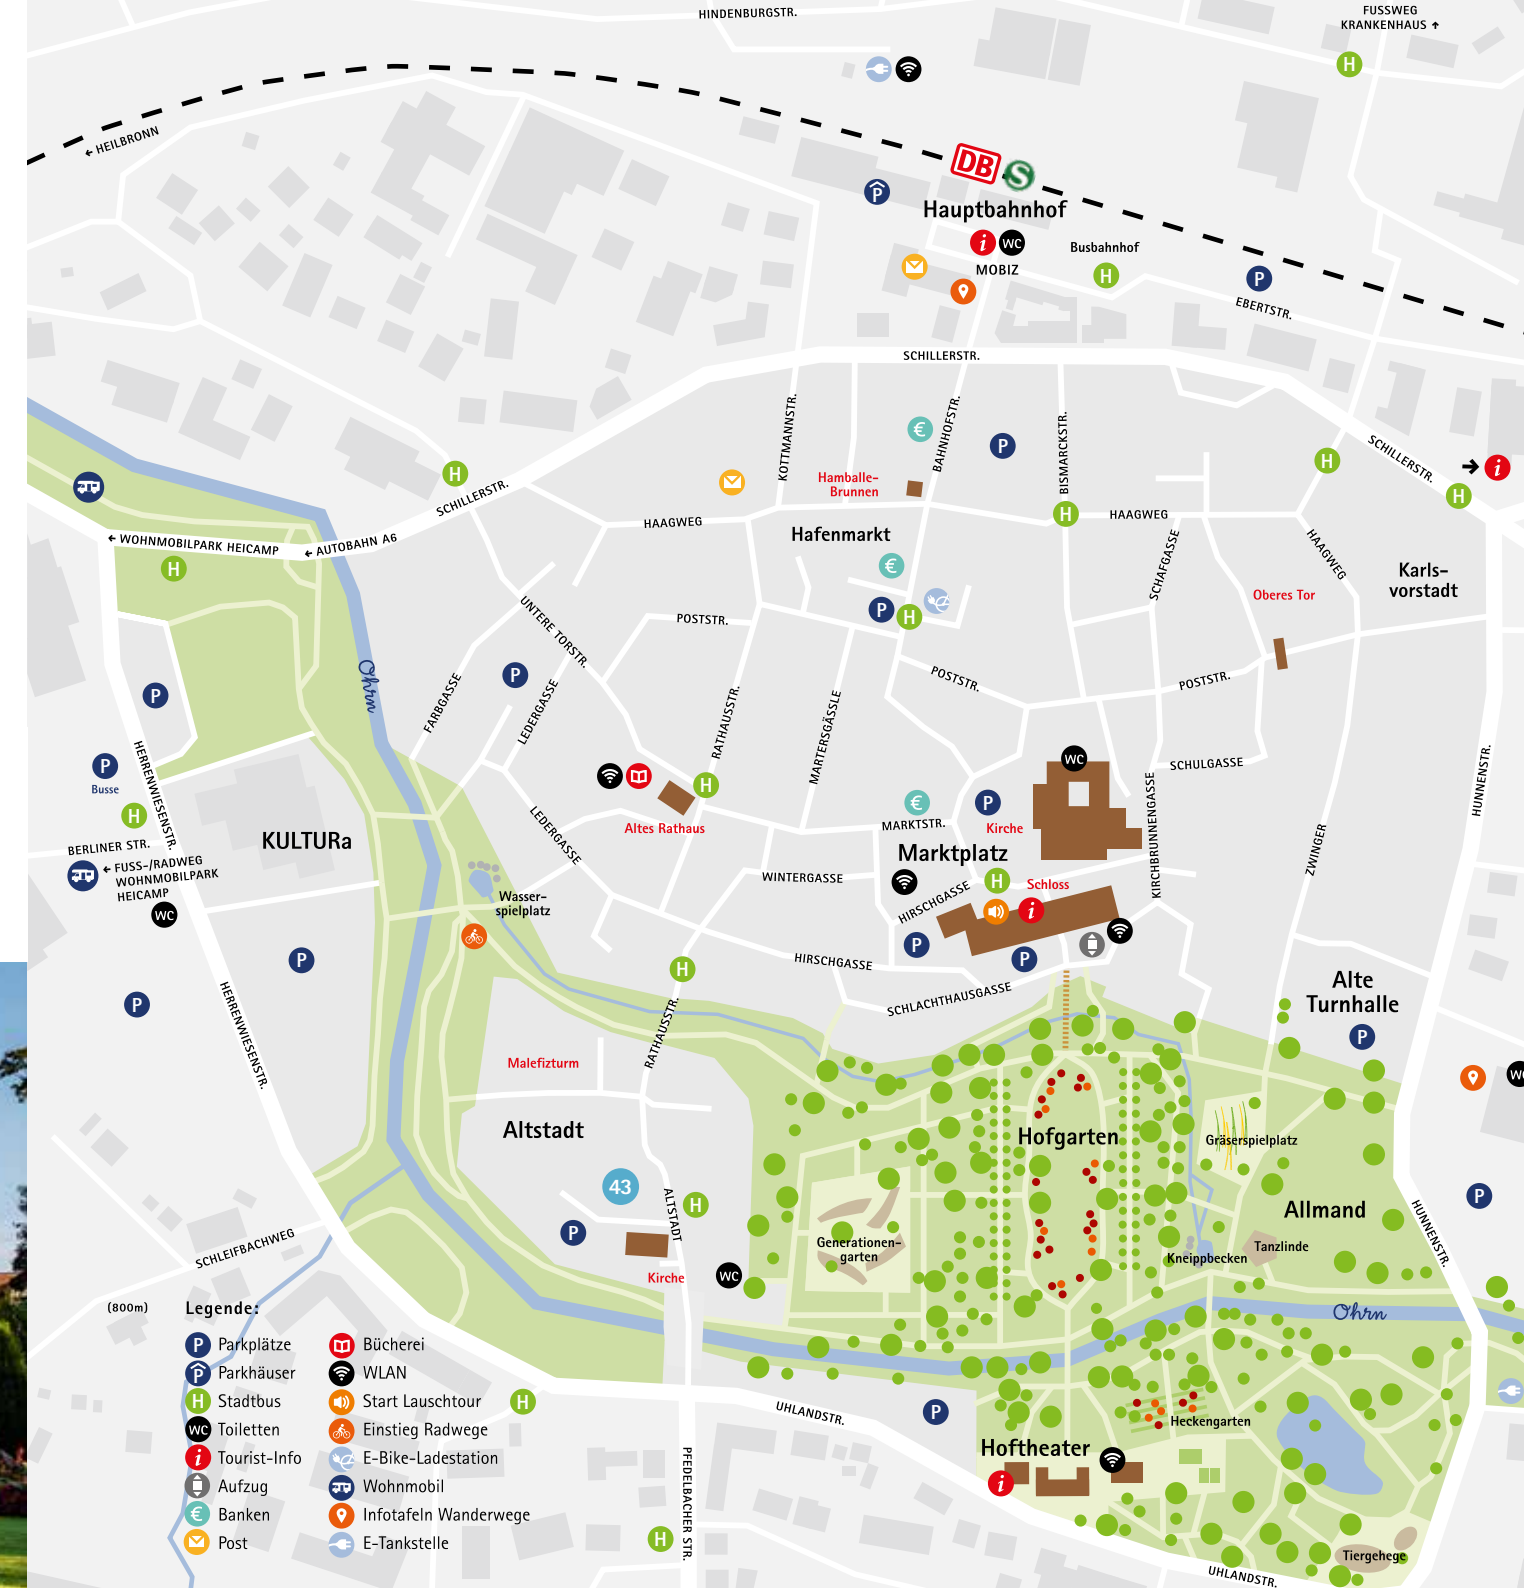 HINDENBURGSTR.
FUSSWEG
KRANKENHAUS ↑
H
← HEILBRONN
DB
S
P
Hauptbahnhof
i WC
MOBIZ
Busbahnhof
H
P
EBERTSTR.
SCHILLERSTR.
KOTTMANNSTR.
BAHNHOFSTR.
BISMARCKSTR.
€
P
H
SCHILLERSTR.
→ i
H
H
SCHILLERSTR.
Hamballe-
Brunnen
HAAGWEG
H
HAAGWEG
HAAGWEG
Hafenmarkt
← WOHNMOBILPARK HEICAMP
← AUTOBAHN A6
H
€
SCHAFGASSE
Karls-
vorstadt
Oberes Tor
P
H
UNTERE TORSTR.
POSTSTR.
POSTSTR.
POSTSTR.
Ohrn
P
P
FARBGASSE
LEDERGASSE
RATHAUSSTR.
MARTERSGÄSSLE
HERRENWIESENSTR.
P
Busse
H
BERLINER STR.
← FUSS-/RADWEG
WOHNMOBILPARK
HEICAMP
WC
KULTURa
LEDERGASSE
H
Altes Rathaus
WC
SCHULGASSE
HUNNENSTR.
€
P
MARKTSTR.
Kirche
Marktplatz
KIRCHBRUNNENGASSE
ZWINGER
WINTERGASSE
H
Schloss
HIRSCHGASSE
i
P
P
Wasser-
spielplatz
HIRSCHGASSE
SCHLACHTHAUSGASSE
P
P
HERRENWIESENSTR.
H
RATHAUSSTR.
Alte
Turnhalle
P
Malefizturm
Altstadt
Hofgarten
Gräserspielplatz
WC
43
ALTSTADT
H
P
Kirche
WC
Generationen-
garten
Allmand
Tanzlinde
Kneippbecken
P
HUNNENSTR.
SCHLEIFBACHWEG
Ohrn
(800m)
Legende:
P Parkplätze
P Parkhäuser
H Stadtbus
WC Toiletten
i Tourist-Info
Aufzug
€ Banken
Post
Bücherei
WLAN
Start Lauschtour
Einstieg Radwege
E-Bike-Ladestation
Wohnmobil
Infotafeln Wanderwege
E-Tankstelle
H
H
PFEDELBACHER STR.
UHLANDSTR.
P
Heckengarten
Hoftheater
i
Tiergehege
UHLANDSTR.